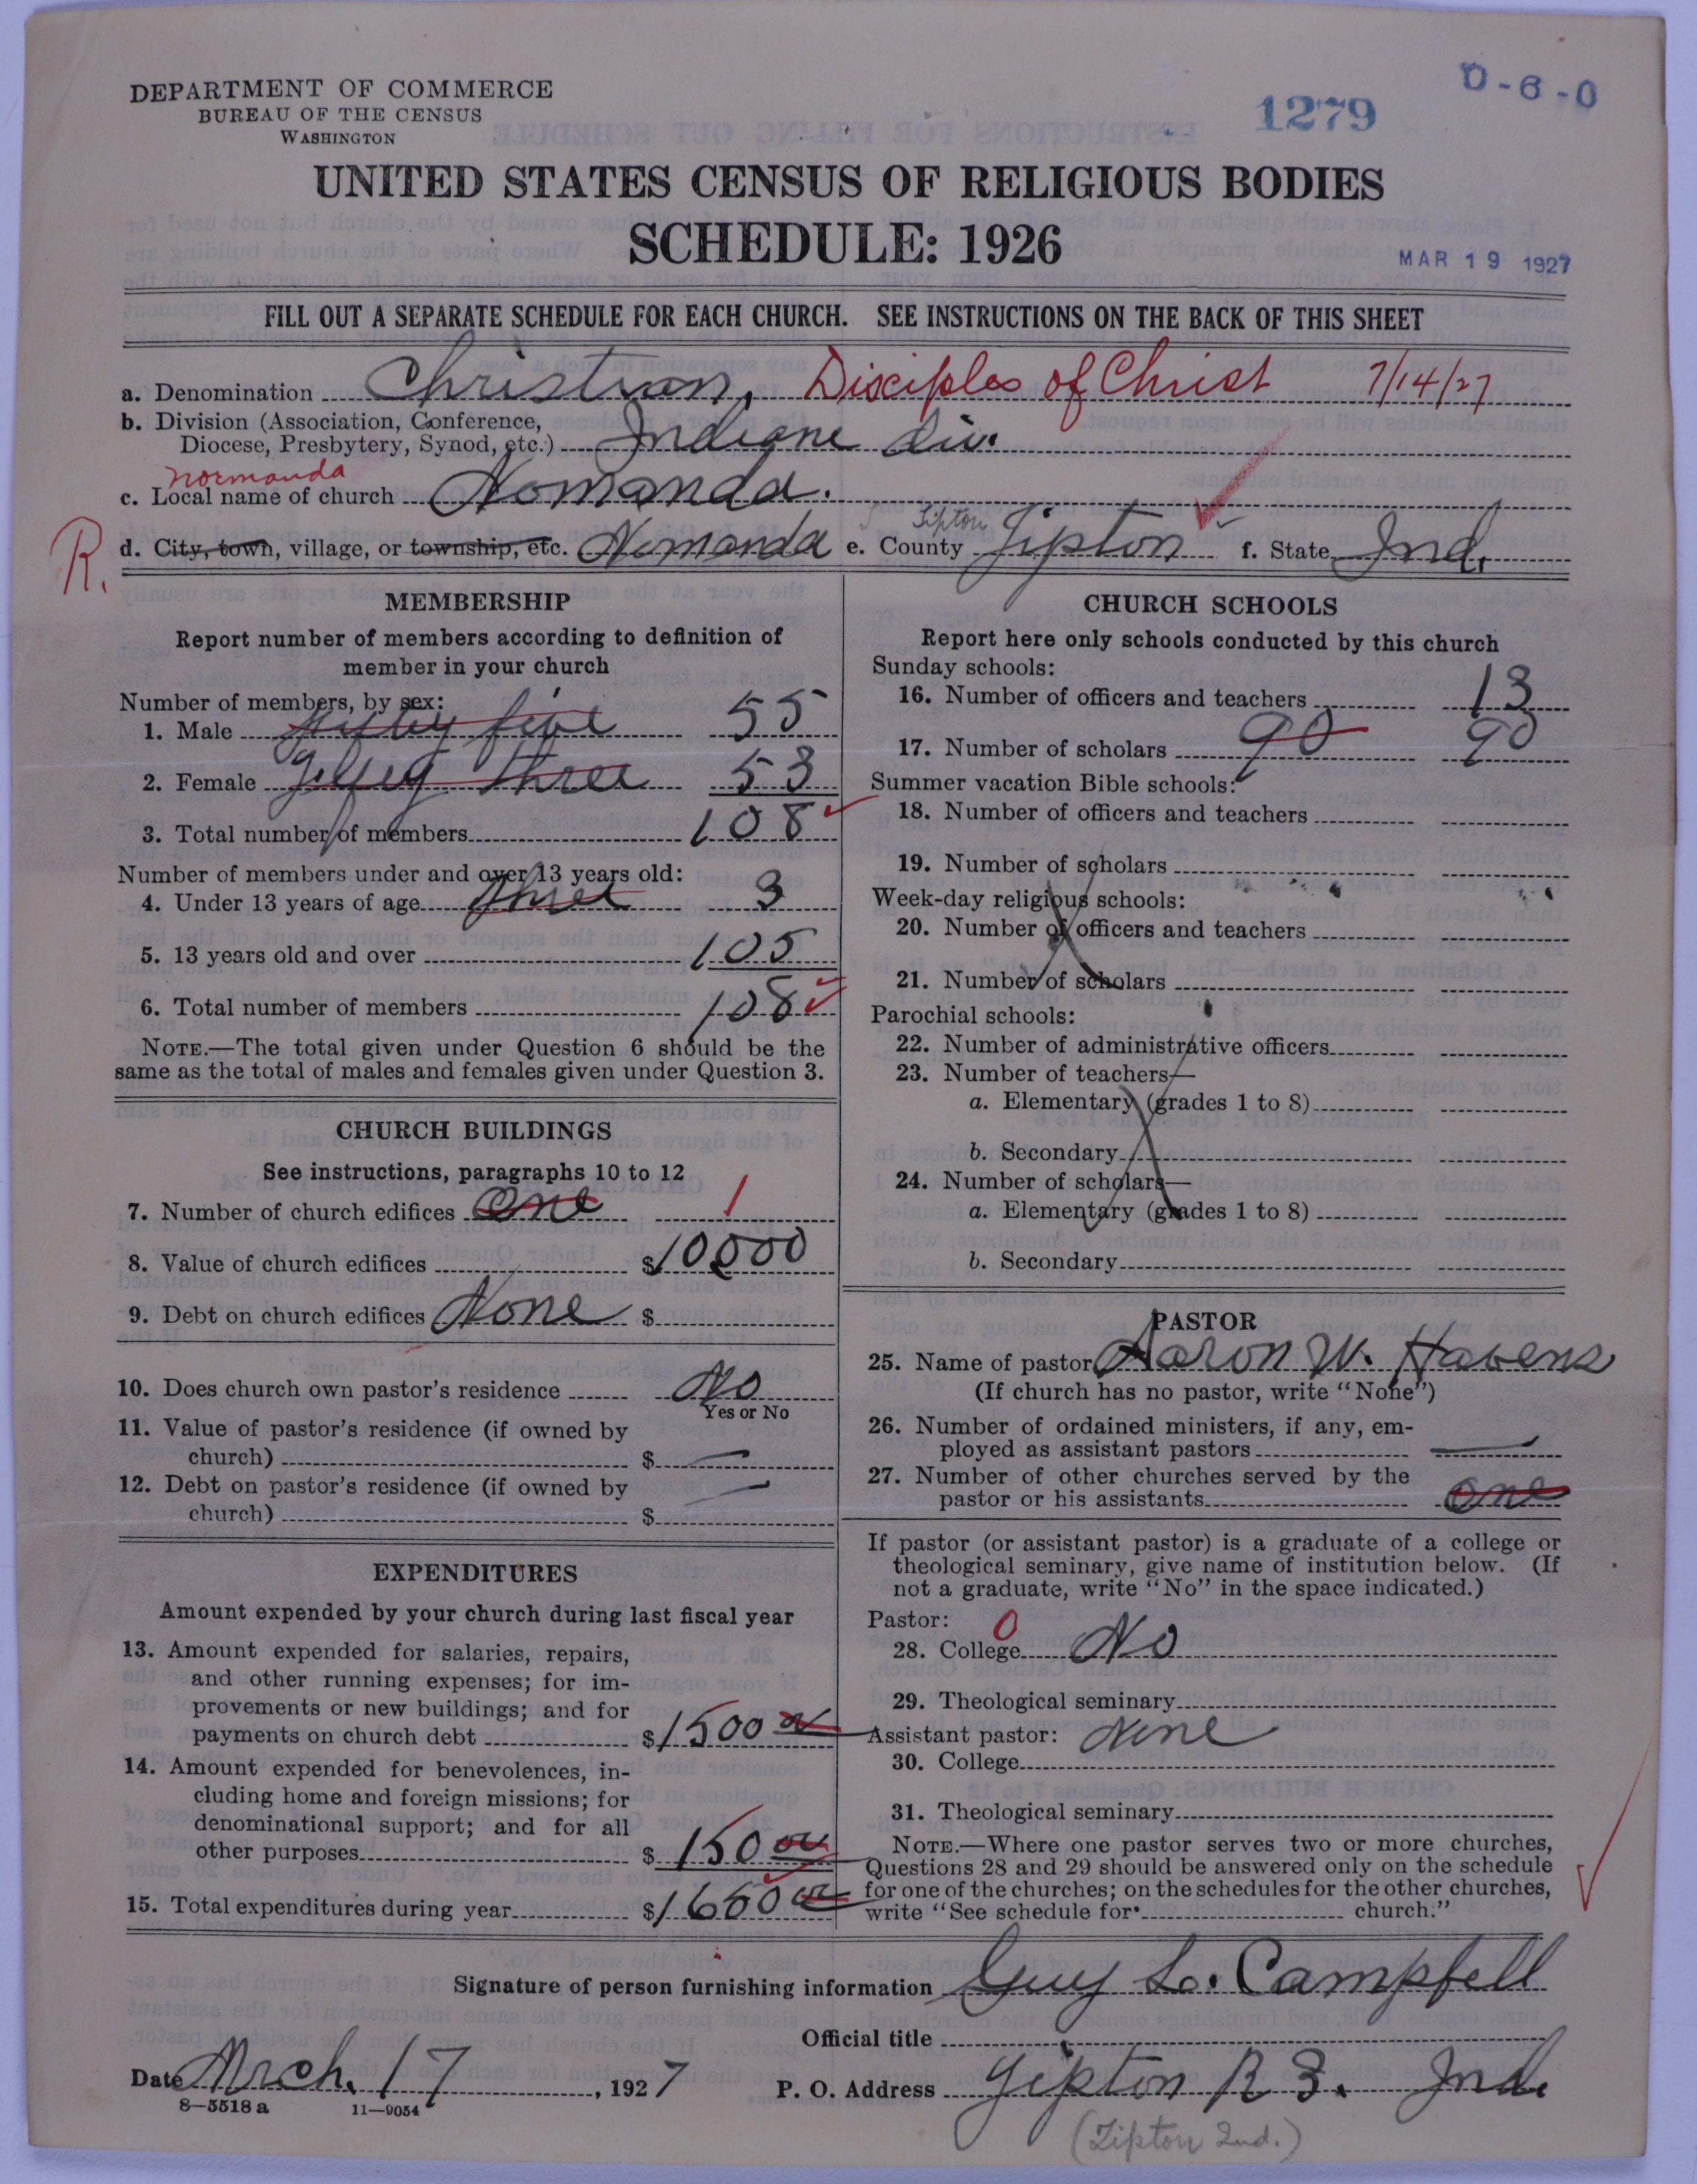 DEPARTMENT OF COMMERCE
BUREAU OF THE CENSUS
WASHINGTON
1279
D-6-0
UNITED STATES CENSUS OF RELIGIOUS BODIES
SCHEDULE: 1926
MAR 19 1927
FILL OUT A SEPARATE SCHEDULE FOR EACH CHURCH. SEE INSTRUCTIONS ON THE BACK OF THIS SHEET
a. Denomination Christian, Disciples of Christ 7/14/27
b. Division (Association, Conference,
Diocese, Presbytery, Synod, etc.) Indiane div.
Normanda
c. Local name of church Nomanda.
Tipton
R. d. City, town, village, or township, etc. Nomanda e. County Tipton f. State Ind.
MEMBERSHIP
Report number of members according to definition of
member in your church
Number of members, by sex:
1. Male fifty five 55
2. Female fifty three 53
3. Total number of members 108
Number of members under and over 13 years old:
4. Under 13 years of age three 3
5. 13 years old and over 105
6. Total number of members 108
NOTE.—The total given under Question 6 should be the
same as the total of males and females given under Question 3.
CHURCH BUILDINGS
See instructions, paragraphs 10 to 12
7. Number of church edifices One 1
8. Value of church edifices $10000
9. Debt on church edifices None $
10. Does church own pastor's residence No
Yes or No
11. Value of pastor's residence (if owned by
church) $ —
12. Debt on pastor's residence (if owned by
church) $ —
EXPENDITURES
Amount expended by your church during last fiscal year
13. Amount expended for salaries, repairs,
and other running expenses; for im-
provements or new buildings; and for
payments on church debt $1500 00
14. Amount expended for benevolences, in-
cluding home and foreign missions; for
denominational support; and for all
other purposes $ 150 00
15. Total expenditures during year $1650 00
CHURCH SCHOOLS
Report here only schools conducted by this church
Sunday schools:
16. Number of officers and teachers 13
17. Number of scholars 90 90
Summer vacation Bible schools:
18. Number of officers and teachers
19. Number of scholars
Week-day religious schools:
20. Number of officers and teachers
21. Number of scholars
Parochial schools:
22. Number of administrative officers
23. Number of teachers—
a. Elementary (grades 1 to 8)
b. Secondary
24. Number of scholars—
a. Elementary (grades 1 to 8)
b. Secondary
PASTOR
25. Name of pastor Aaron W. Havens
(If church has no pastor, write "None")
26. Number of ordained ministers, if any, em-
ployed as assistant pastors —
27. Number of other churches served by the
pastor or his assistants one
If pastor (or assistant pastor) is a graduate of a college or
theological seminary, give name of institution below. (If
not a graduate, write "No" in the space indicated.)
Pastor: 0
28. College No
29. Theological seminary
Assistant pastor: None
30. College
31. Theological seminary
NOTE.—Where one pastor serves two or more churches,
Questions 28 and 29 should be answered only on the schedule
for one of the churches; on the schedules for the other churches,
write "See schedule for church."
Signature of person furnishing information Guy L. Campbell
Official title
Date Mrch, 17, 1927 P. O. Address Tipton R 3. Ind.
8—5518 a 11—9054
(Tipton Ind.)